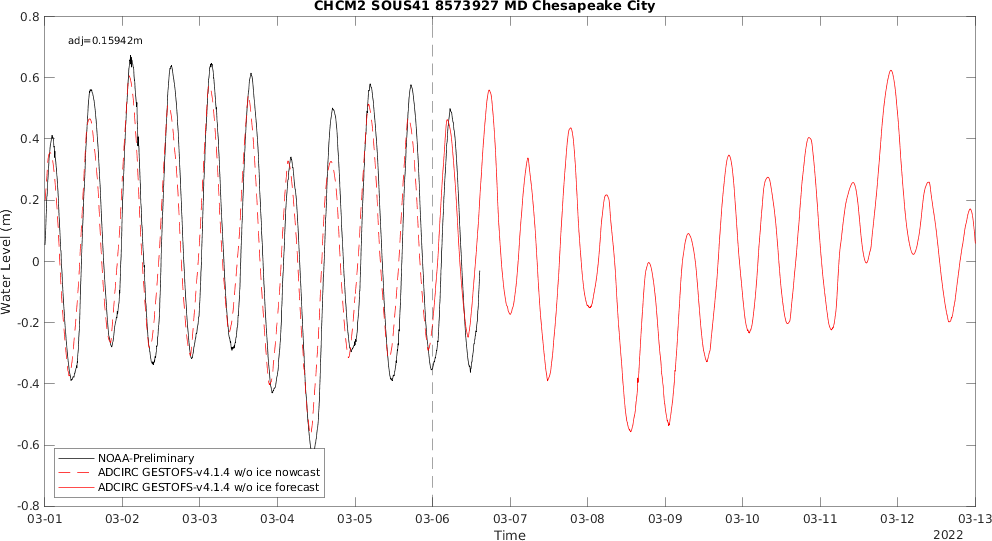 CHCM2 SOUS41 8573927 MD Chesapeake City
adj=0.15942m
0.8
0.6
0.4
0.2
0
-0.2
-0.4
-0.6
-0.8
Water Level (m)
NOAA-Preliminary
ADCIRC GESTOFS-v4.1.4 w/o ice nowcast
ADCIRC GESTOFS-v4.1.4 w/o ice forecast
03-01 03-02 03-03 03-04 03-05 03-06 03-07 03-08 03-09 03-10 03-11 03-12 03-13
Time
2022